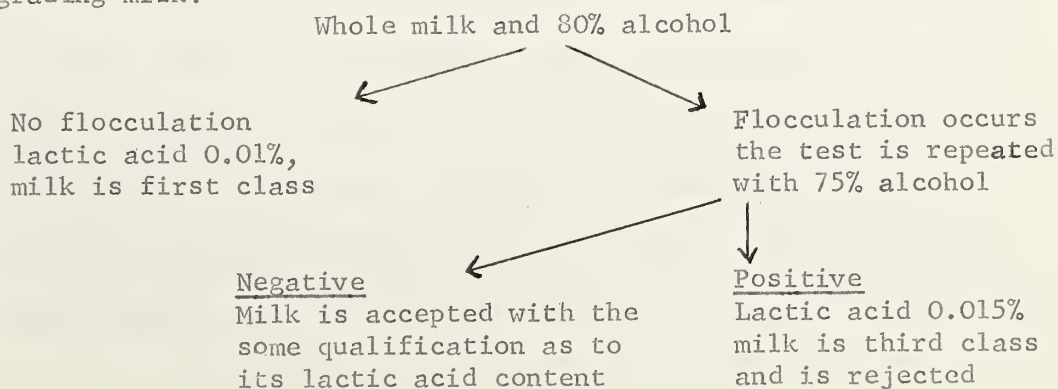 grading milk.
Whole milk and 80% alcohol
No flocculation
lactic acid 0.01%,
milk is first class
Flocculation occurs
the test is repeated
with 75% alcohol
Negative
Milk is accepted with the
some qualification as to
its lactic acid content
Positive
Lactic acid 0.015%
milk is third class
and is rejected